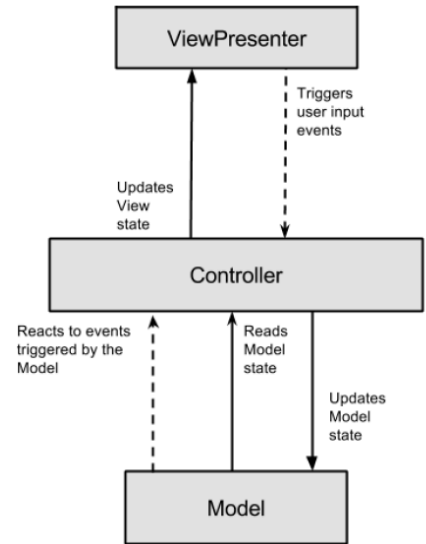 ViewPresenter
Triggers
user input
events
Updates
View
state
Controller
Reacts to events
triggered by the
Model
Reads
Model
state
Updates
Model
state
Model